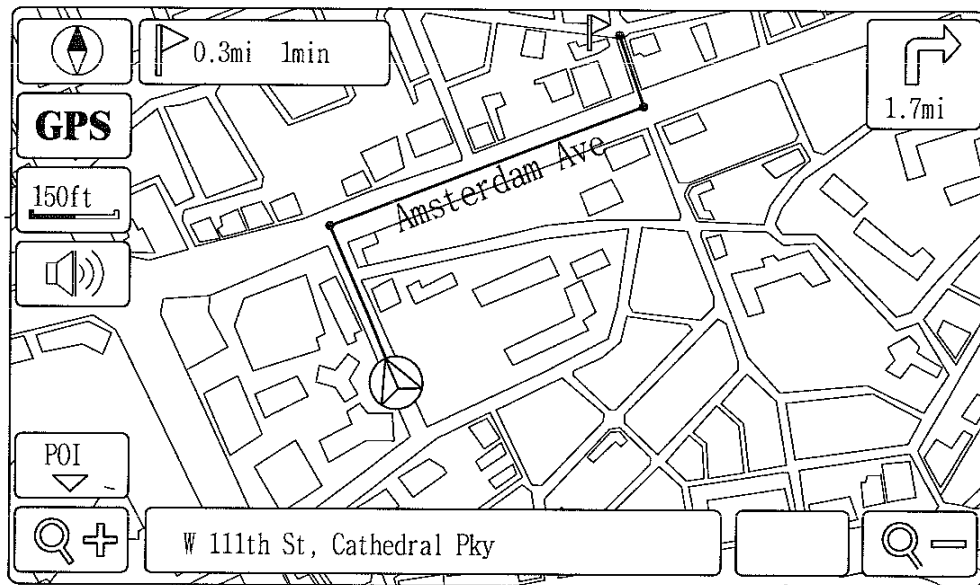 0.3mi 1min
1.7mi
GPS
150ft
Amsterdam Ave
POI
W 111th St, Cathedral Pky